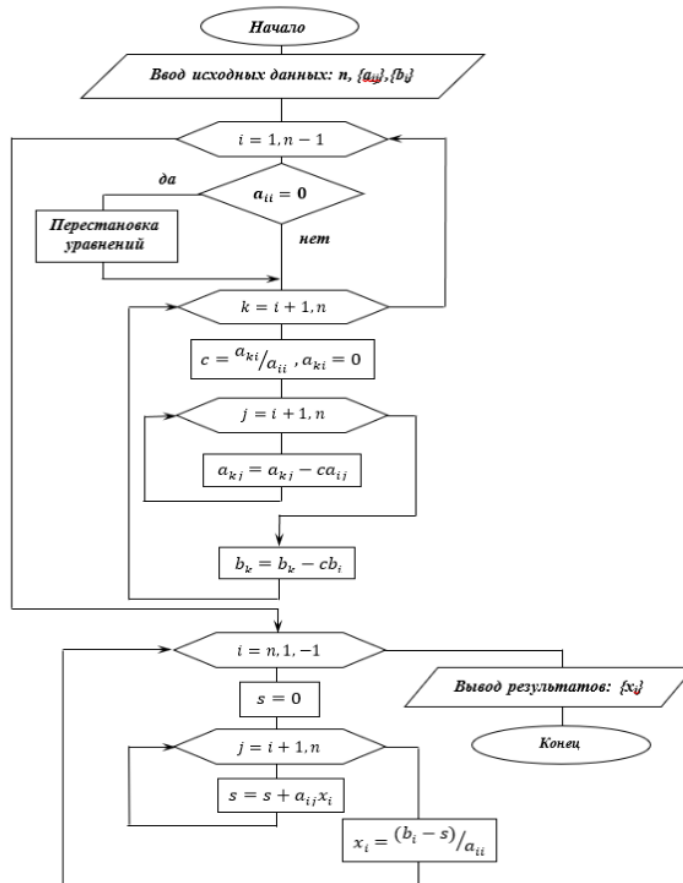 Начало
Ввод исходных данных: n, {aᵢⱼ},{bᵢ}
i = 1, n − 1
да
aᵢᵢ = 0
Перестановка
уравнений
нет
k = i + 1, n
c = aₖᵢ/aᵢᵢ , aₖᵢ = 0
j = i + 1, n
aₖⱼ = aₖⱼ − caᵢⱼ
bₖ = bₖ − cbᵢ
i = n, 1, −1
Вывод результатов: {xᵢ}
s = 0
Конец
j = i + 1, n
s = s + aᵢⱼxᵢ
xᵢ = (bᵢ − s)/aᵢᵢ